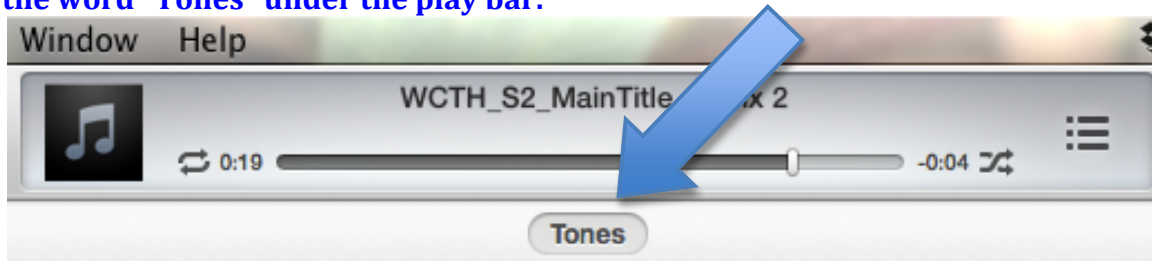 the word "Tones" under the play bar.
Window Help
WCTH_S2_MainTitle x 2
0:19 -0:04
Tones